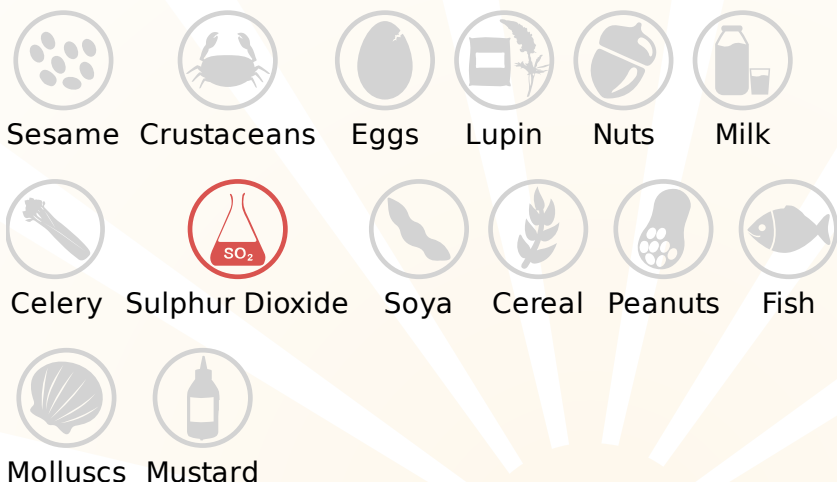 Sesame Crustaceans Eggs Lupin Nuts Milk
SO₂
Celery Sulphur Dioxide Soya Cereal Peanuts Fish
Molluscs Mustard